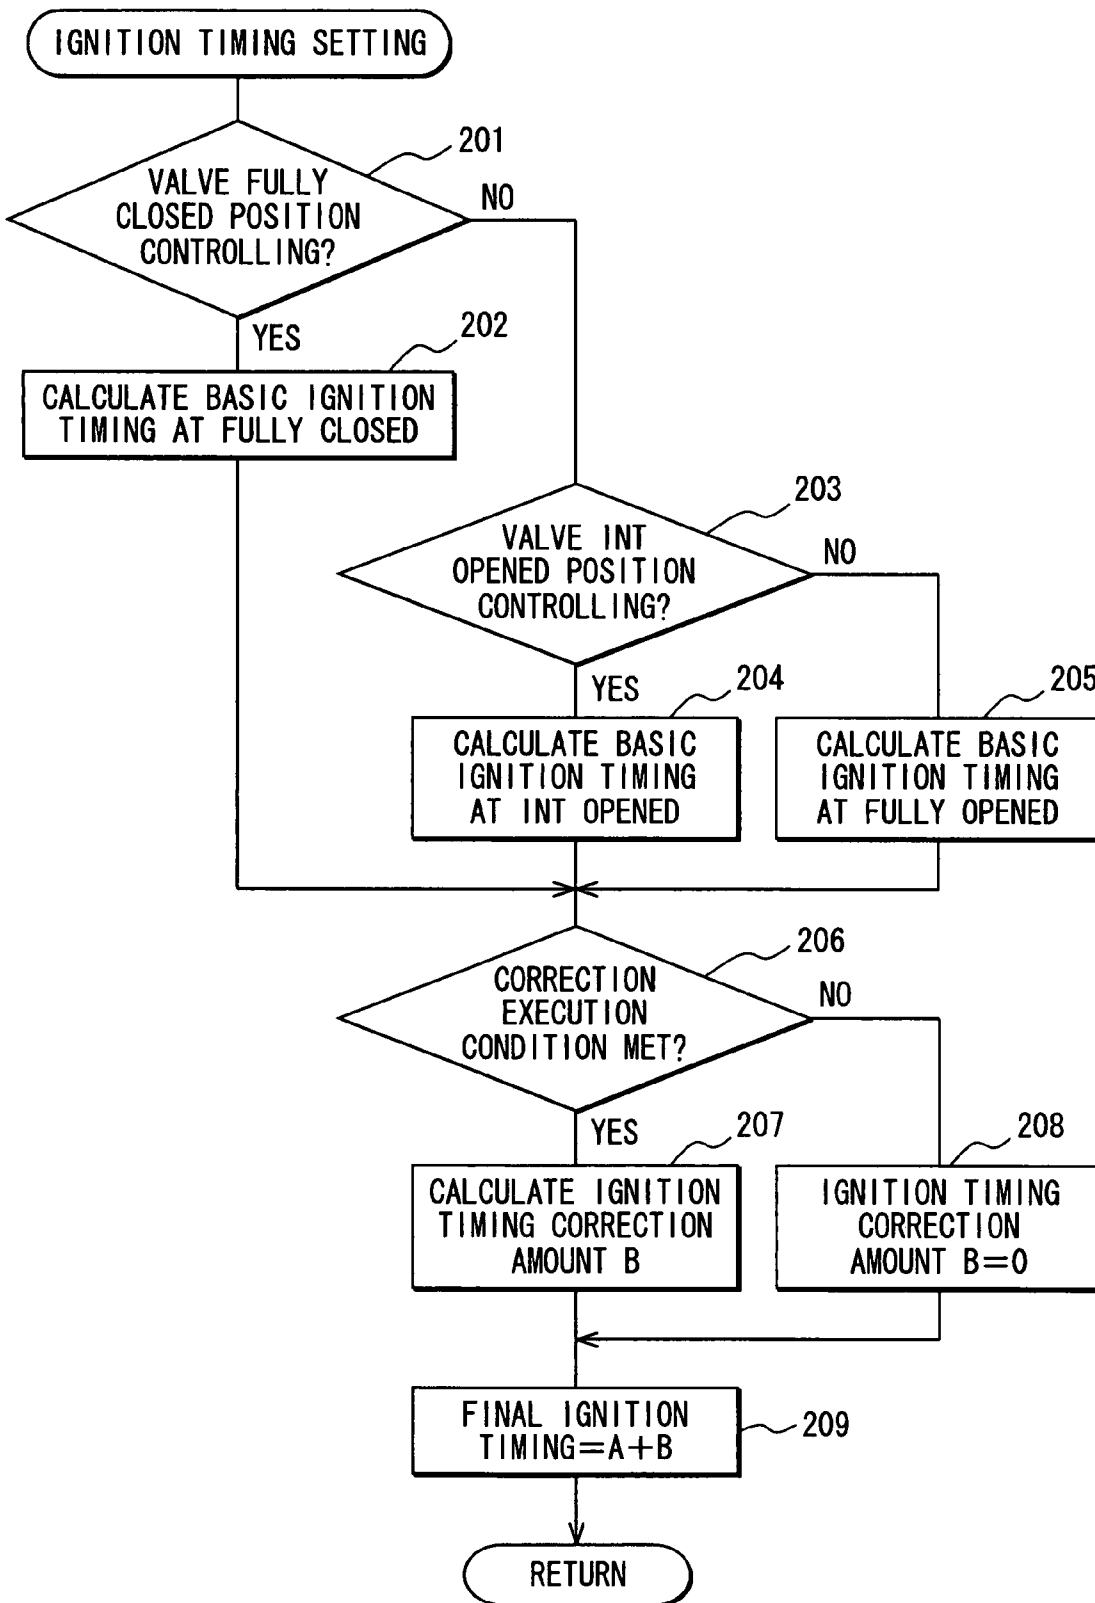 IGNITION TIMING SETTING
201
VALVE FULLY
CLOSED POSITION
CONTROLLING?
NO
YES
202
CALCULATE BASIC IGNITION
TIMING AT FULLY CLOSED
203
VALVE INT
OPENED POSITION
CONTROLLING?
NO
YES
204
CALCULATE BASIC
IGNITION TIMING
AT INT OPENED
205
CALCULATE BASIC
IGNITION TIMING
AT FULLY OPENED
206
CORRECTION
EXECUTION
CONDITION MET?
NO
YES
207
CALCULATE IGNITION
TIMING CORRECTION
AMOUNT B
208
IGNITION TIMING
CORRECTION
AMOUNT B=0
FINAL IGNITION
TIMING=A+B
209
RETURN